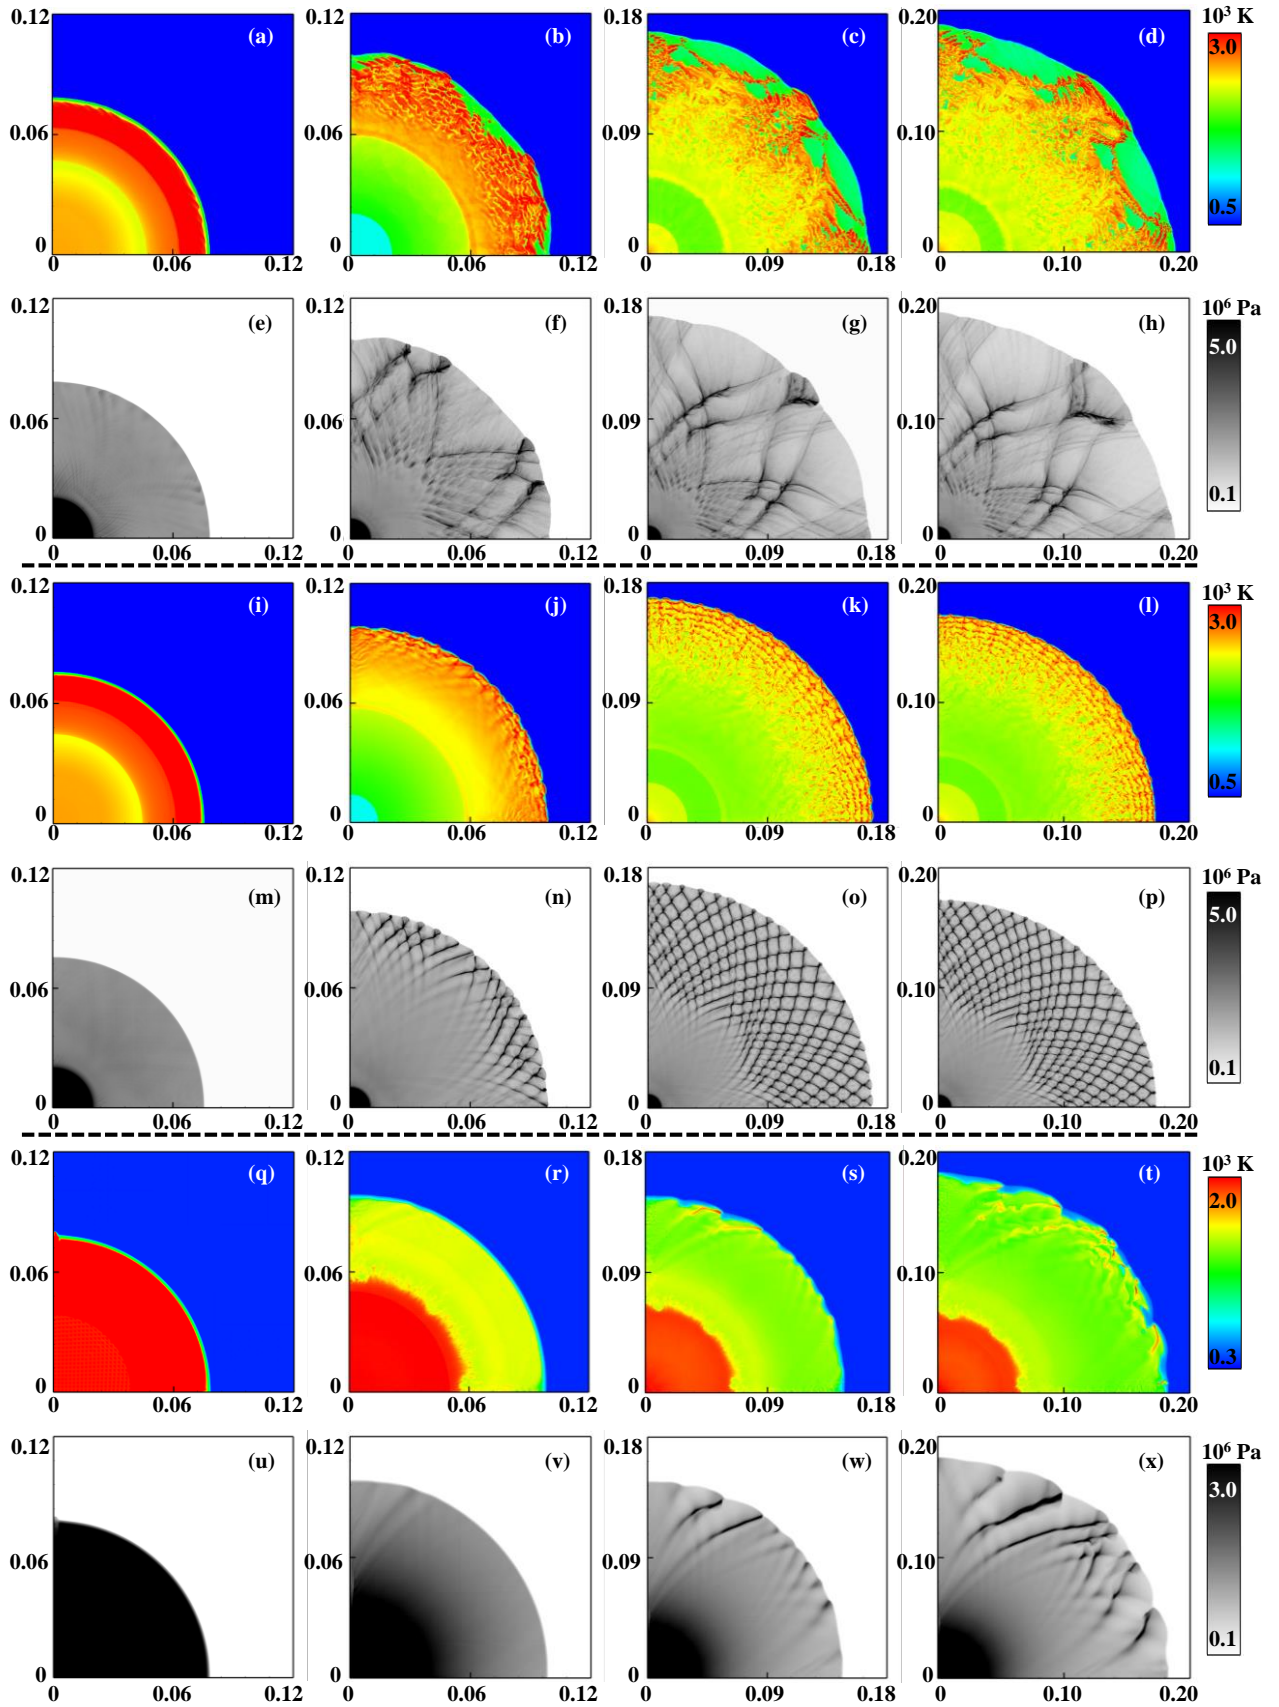 0.12 (a) 0.06 0 0 0.06 0.12
0.12 (b) 0.06 0 0 0.06 0.12
0.18 (c) 0.09 0 0 0.09 0.18
0.20 (d) 0.10 0 0 0.10 0.20
10³ K 3.0 0.5
0.12 (e) 0.06 0 0 0.06 0.12
0.12 (f) 0.06 0 0 0.06 0.12
0.18 (g) 0.09 0 0 0.09 0.18
0.20 (h) 0.10 0 0 0.10 0.20
10⁶ Pa 5.0 0.1
0.12 (i) 0.06 0 0 0.06 0.12
0.12 (j) 0.06 0 0 0.06 0.12
0.18 (k) 0.09 0 0 0.09 0.18
0.20 (l) 0.10 0 0 0.10 0.20
10³ K 3.0 0.5
0.12 (m) 0.06 0 0 0.06 0.12
0.12 (n) 0.06 0 0 0.06 0.12
0.18 (o) 0.09 0 0 0.09 0.18
0.20 (p) 0.10 0 0 0.10 0.20
10⁶ Pa 5.0 0.1
0.12 (q) 0.06 0 0 0.06 0.12
0.12 (r) 0.06 0 0 0.06 0.12
0.18 (s) 0.09 0 0 0.09 0.18
0.20 (t) 0.10 0 0 0.10 0.20
10³ K 2.0 0.3
0.12 (u) 0.06 0 0 0.06 0.12
0.12 (v) 0.06 0 0 0.06 0.12
0.18 (w) 0.09 0 0 0.09 0.18
0.20 (x) 0.10 0 0 0.10 0.20
10⁶ Pa 3.0 0.1